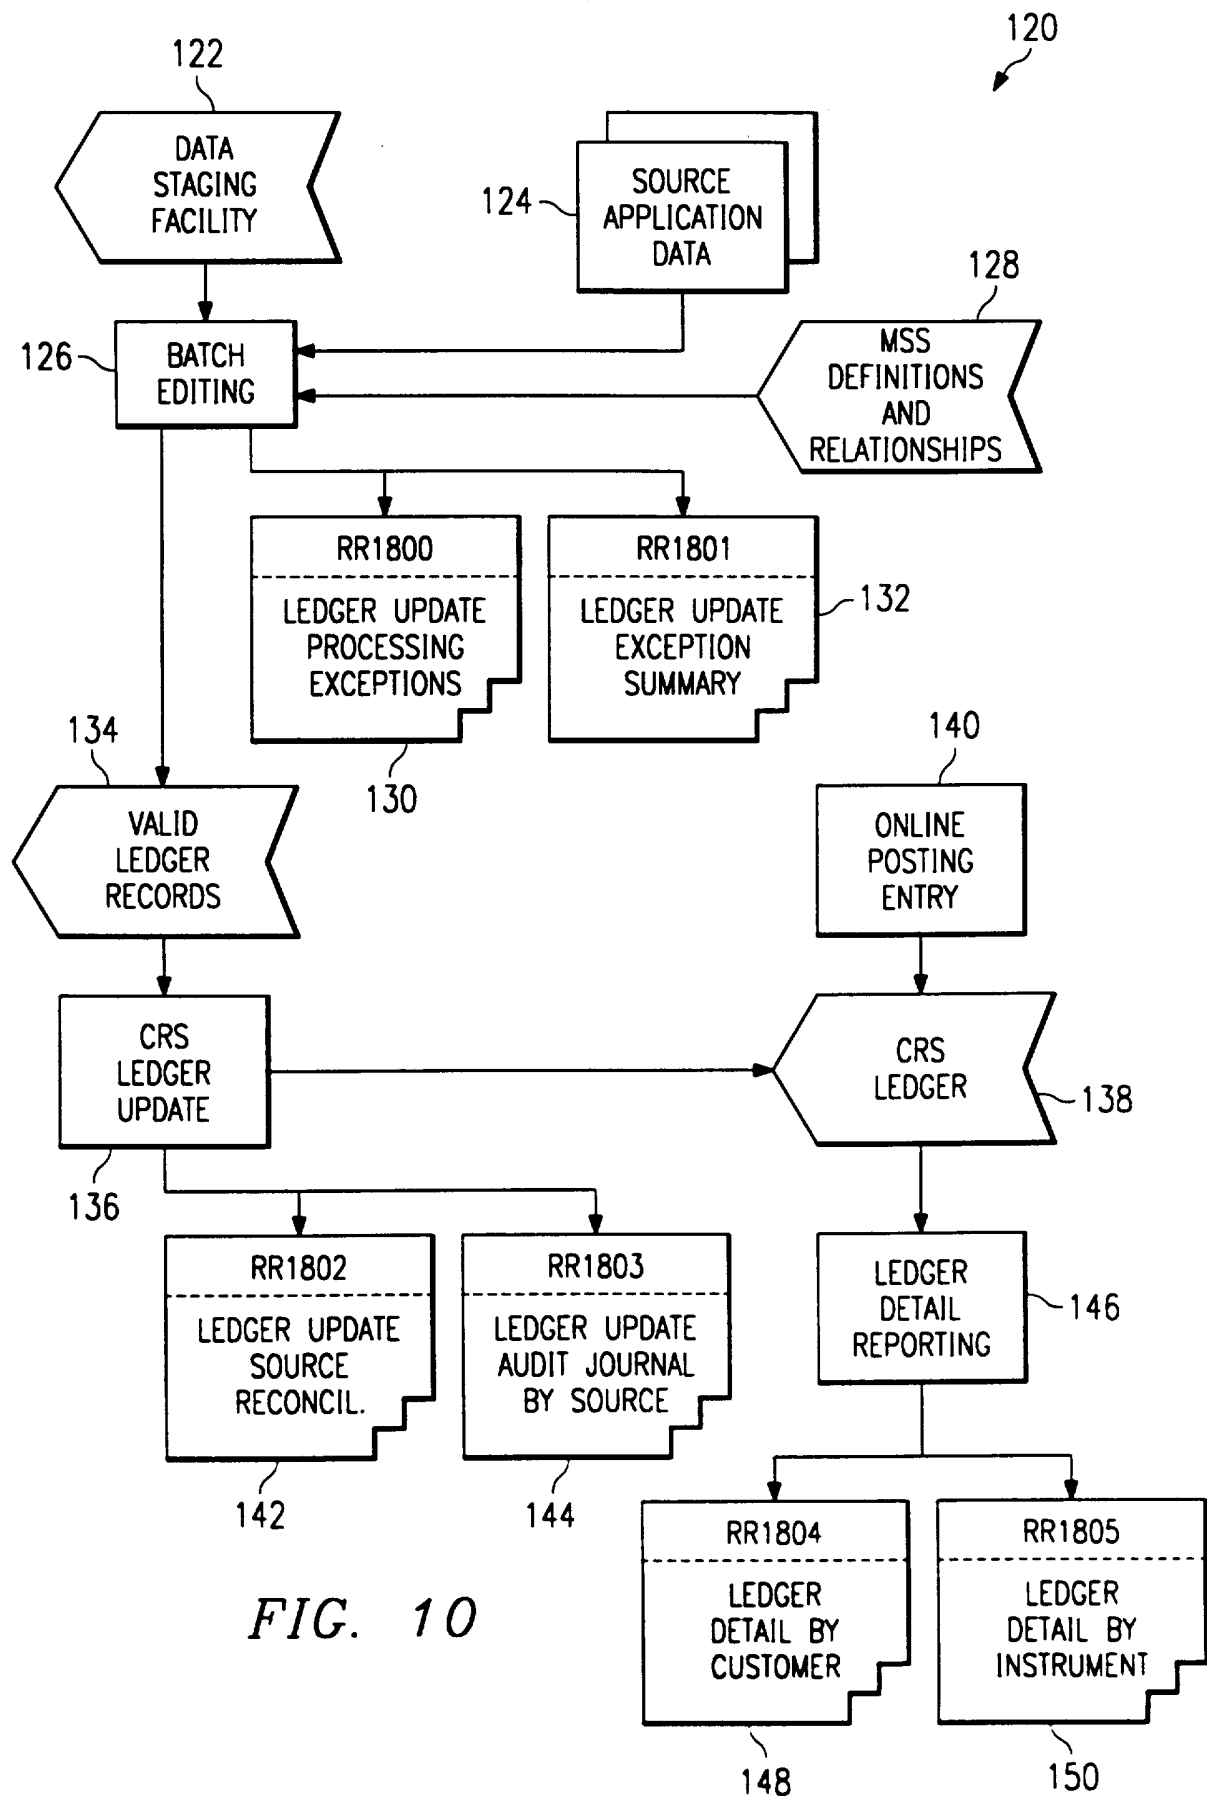 120
122
DATA
STAGING
FACILITY
124
SOURCE
APPLICATION
DATA
128
MSS
DEFINITIONS
AND
RELATIONSHIPS
126
BATCH
EDITING
RR1800
LEDGER UPDATE
PROCESSING
EXCEPTIONS
130
RR1801
LEDGER UPDATE
EXCEPTION
SUMMARY
132
134
VALID
LEDGER
RECORDS
140
ONLINE
POSTING
ENTRY
CRS
LEDGER
UPDATE
136
CRS
LEDGER
138
RR1802
LEDGER UPDATE
SOURCE
RECONCIL.
142
RR1803
LEDGER UPDATE
AUDIT JOURNAL
BY SOURCE
144
LEDGER
DETAIL
REPORTING
146
RR1804
LEDGER
DETAIL BY
CUSTOMER
148
RR1805
LEDGER
DETAIL BY
INSTRUMENT
150
FIG. 10